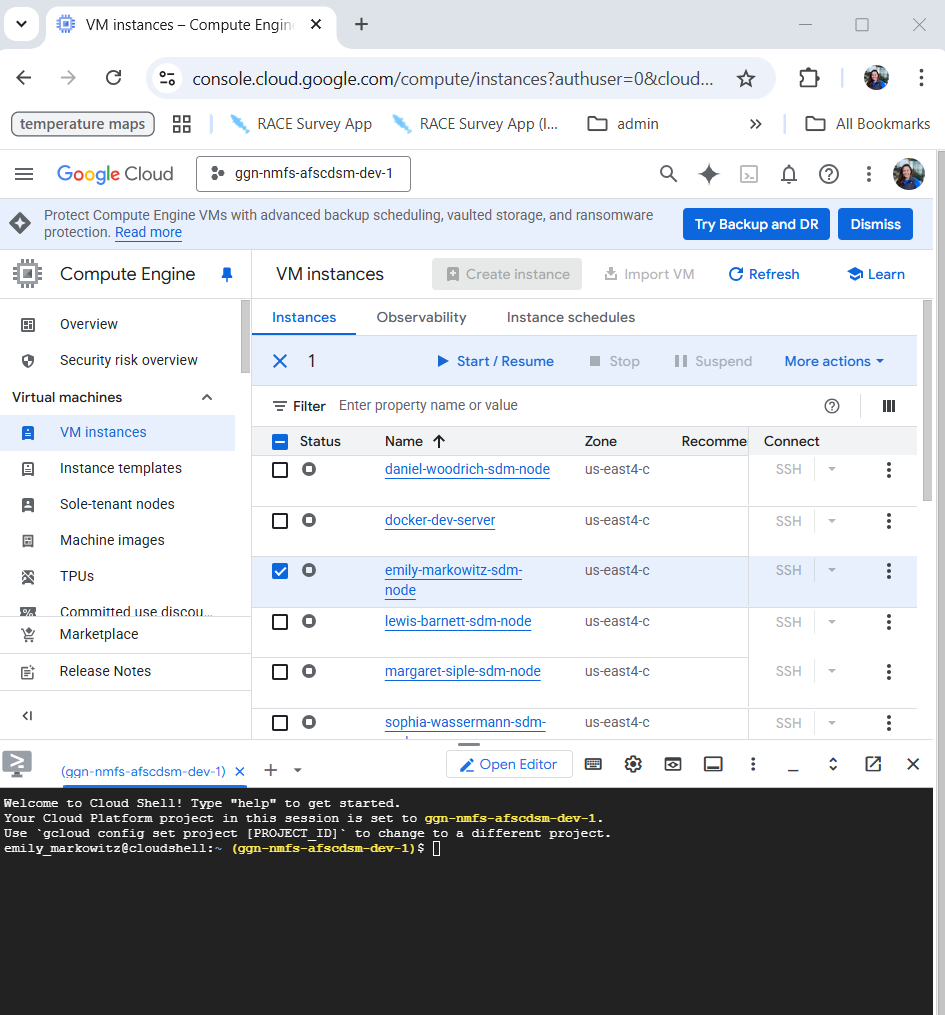 VM instances – Compute Engin
console.cloud.google.com/compute/instances?authuser=0&cloud...
temperature maps
RACE Survey App
RACE Survey App (I...
admin
All Bookmarks
Google Cloud
ggn-nmfs-afscdsm-dev-1
Protect Compute Engine VMs with advanced backup scheduling, vaulted storage, and ransomware
protection. Read more
Try Backup and DR
Dismiss
Compute Engine
VM instances
Create instance
Import VM
Refresh
Learn
Overview
Security risk overview
Virtual machines
VM instances
Instance templates
Sole-tenant nodes
Machine images
TPUs
Committed use discou...
Marketplace
Release Notes
Instances
Observability
Instance schedules
1
Start / Resume
Stop
Suspend
More actions
Filter
Enter property name or value
Status
Name
Zone
Recomme
Connect
daniel-woodrich-sdm-node
us-east4-c
SSH
docker-dev-server
us-east4-c
SSH
emily-markowitz-sdm-
node
us-east4-c
SSH
lewis-barnett-sdm-node
us-east4-c
SSH
margaret-siple-sdm-node
us-east4-c
SSH
sophia-wassermann-sdm-
us-east4-c
SSH
(ggn-nmfs-afscdsm-dev-1)
Open Editor
Welcome to Cloud Shell! Type "help" to get started.
Your Cloud Platform project in this session is set to ggn-nmfs-afscdsm-dev-1.
Use `gcloud config set project [PROJECT_ID]` to change to a different project.
emily_markowitz@cloudshell:~ (ggn-nmfs-afscdsm-dev-1)$